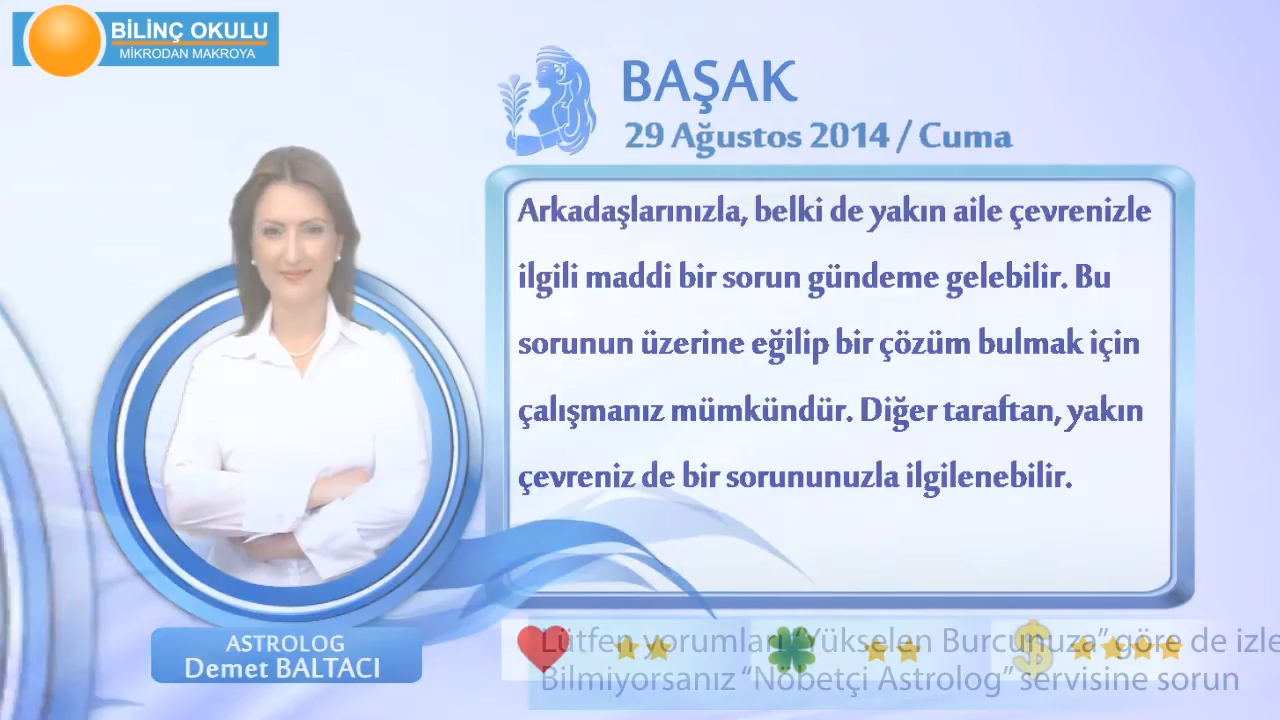 BİLİNÇ OKULU
MİKRODAN MAKROYA
BAŞAK
29 Ağustos 2014 / Cuma
Arkadaşlarınızla, belki de yakın aile çevrenizle
ilgili maddi bir sorun gündeme gelebilir. Bu
sorunun üzerine eğilip bir çözüm bulmak için
çalışmanız mümkündür. Diğer taraftan, yakın
çevreniz de bir sorununuzla ilgilenebilir.
ASTROLOG
Demet BALTACI
Lütfen yorumları "Yükselen Burcunuza" göre de izle
Bilmiyorsanız "Nöbetçi Astrolog" servisine sorun